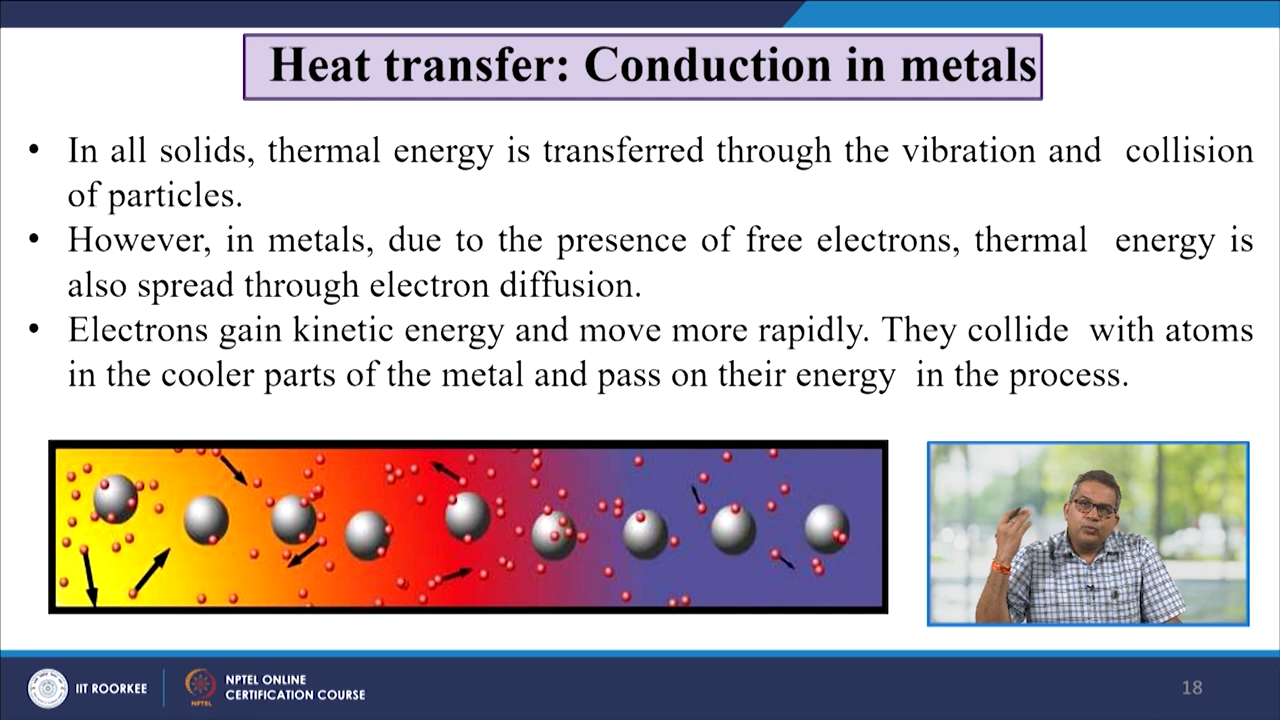 Heat transfer: Conduction in metals
• In all solids, thermal energy is transferred through the vibration and collision
of particles.
• However, in metals, due to the presence of free electrons, thermal energy is
also spread through electron diffusion.
• Electrons gain kinetic energy and move more rapidly. They collide with atoms
in the cooler parts of the metal and pass on their energy in the process.
IIT ROORKEE
NPTEL
NPTEL ONLINE
CERTIFICATION COURSE
18